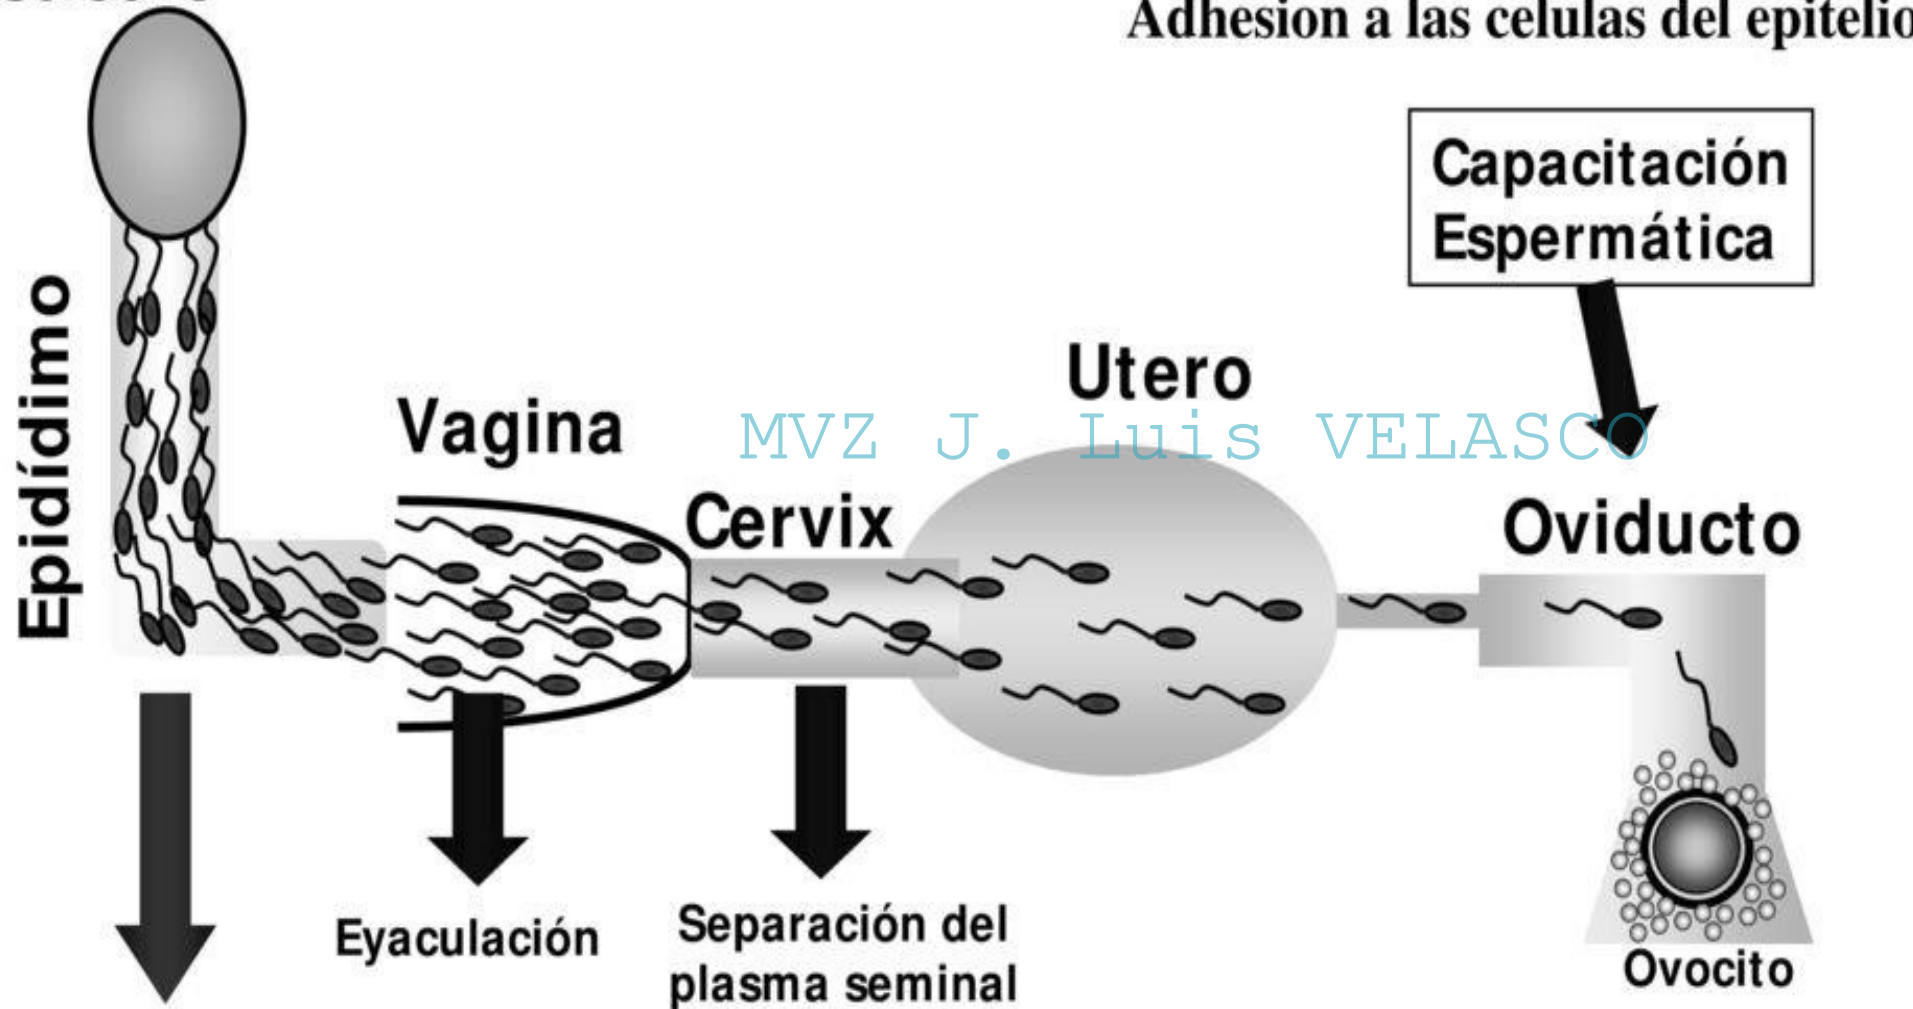 Adhesion a las celulas del epitelio
Capacitación
Espermática
Epidídimo
Vagina
Utero
MVZ J. Luis VELASCO
Cervix
Oviducto
Eyaculación
Separación del
plasma seminal
Ovocito